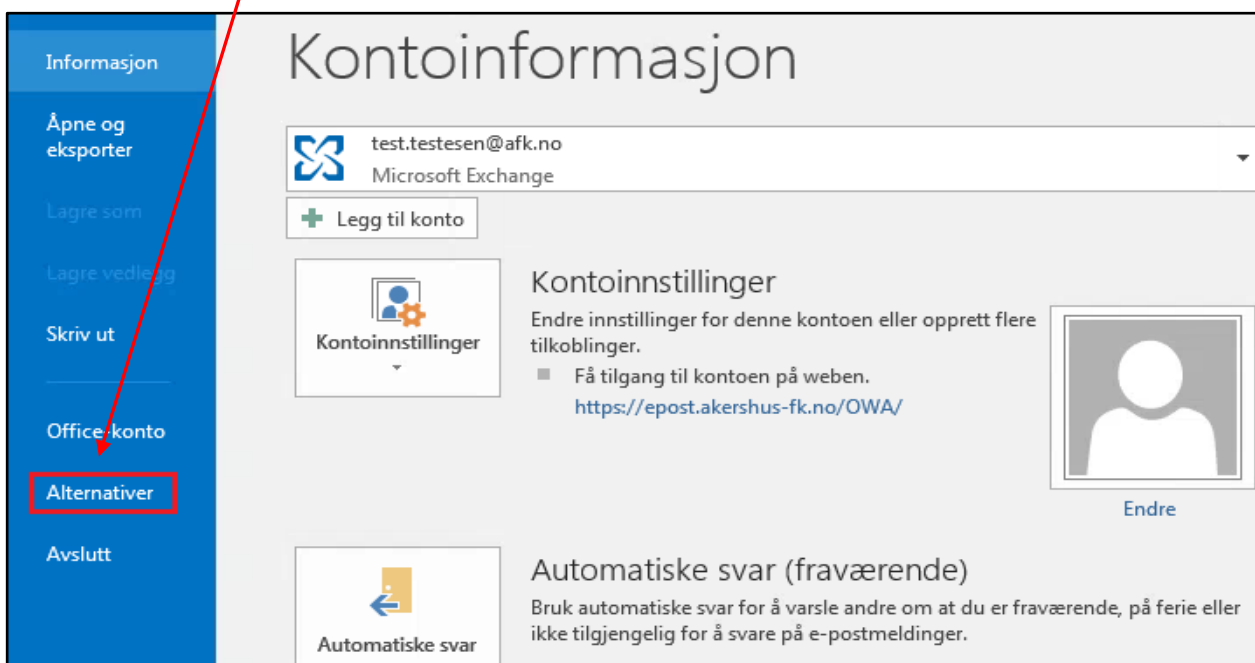 Informasjon
Åpne og
eksporter
Lagre som
Lagre vedlegg
Skriv ut
Office-konto
Alternativer
Avslutt
Kontoinformasjon
test.testesen@afk.no
Microsoft Exchange
Legg til konto
Kontoinnstillinger
Kontoinnstillinger
Endre innstillinger for denne kontoen eller opprett flere
tilkoblinger.
Få tilgang til kontoen på weben.
https://epost.akershus-fk.no/OWA/
Endre
Automatiske svar
Automatiske svar (fraværende)
Bruk automatiske svar for å varsle andre om at du er fraværende, på ferie eller
ikke tilgjengelig for å svare på e-postmeldinger.